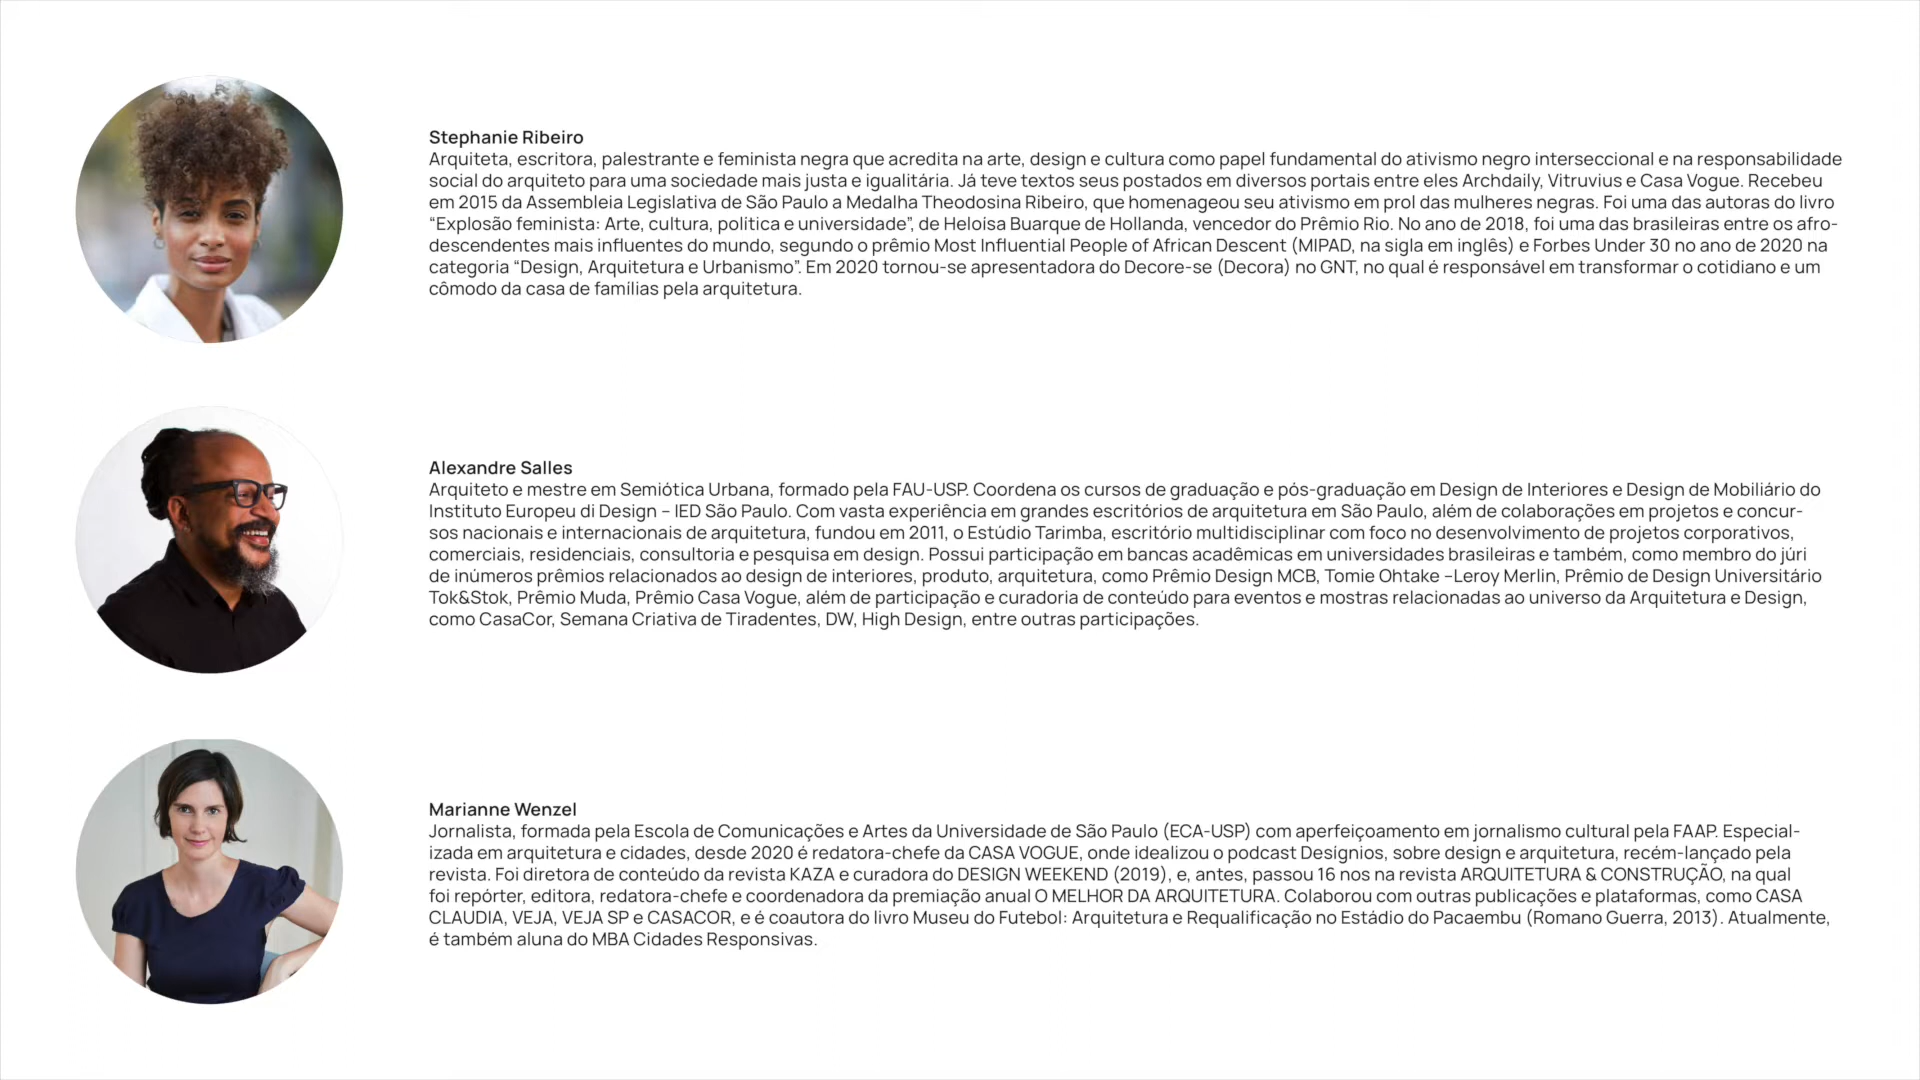 Stephanie Ribeiro
Arquiteta, escritora, palestrante e feminista negra que acredita na arte, design e cultura como papel fundamental do ativismo negro interseccional e na responsabilidade
social do arquiteto para uma sociedade mais justa e igualitária. Já teve textos seus postados em diversos portais entre eles Archdaily, Vitruvius e Casa Vogue. Recebeu
em 2015 da Assembleia Legislativa de São Paulo a Medalha Theodosina Ribeiro, que homenageou seu ativismo em prol das mulheres negras. Foi uma das autoras do livro
“Explosão feminista: Arte, cultura, política e universidade”, de Heloísa Buarque de Hollanda, vencedor do Prêmio Rio. No ano de 2018, foi uma das brasileiras entre os afro-
descendentes mais influentes do mundo, segundo o prêmio Most Influential People of African Descent (MIPAD, na sigla em inglês) e Forbes Under 30 no ano de 2020 na
categoria “Design, Arquitetura e Urbanismo”. Em 2020 tornou-se apresentadora do Decore-se (Decora) no GNT, no qual é responsável em transformar o cotidiano e um
cômodo da casa de famílias pela arquitetura.
Alexandre Salles
Arquiteto e mestre em Semiótica Urbana, formado pela FAU-USP. Coordena os cursos de graduação e pós-graduação em Design de Interiores e Design de Mobiliário do
Instituto Europeu di Design – IED São Paulo. Com vasta experiência em grandes escritórios de arquitetura em São Paulo, além de colaborações em projetos e concur-
sos nacionais e internacionais de arquitetura, fundou em 2011, o Estúdio Tarimba, escritório multidisciplinar com foco no desenvolvimento de projetos corporativos,
comerciais, residenciais, consultoria e pesquisa em design. Possui participação em bancas acadêmicas em universidades brasileiras e também, como membro do júri
de inúmeros prêmios relacionados ao design de interiores, produto, arquitetura, como Prêmio Design MCB, Tomie Ohtake –Leroy Merlin, Prêmio de Design Universitário
Tok&Stok, Prêmio Muda, Prêmio Casa Vogue, além de participação e curadoria de conteúdo para eventos e mostras relacionadas ao universo da Arquitetura e Design,
como CasaCor, Semana Criativa de Tiradentes, DW, High Design, entre outras participações.
Marianne Wenzel
Jornalista, formada pela Escola de Comunicações e Artes da Universidade de São Paulo (ECA-USP) com aperfeiçoamento em jornalismo cultural pela FAAP. Especial-
izada em arquitetura e cidades, desde 2020 é redatora-chefe da CASA VOGUE, onde idealizou o podcast Desígnios, sobre design e arquitetura, recém-lançado pela
revista. Foi diretora de conteúdo da revista KAZA e curadora do DESIGN WEEKEND (2019), e, antes, passou 16 nos na revista ARQUITETURA & CONSTRUÇÃO, na qual
foi repórter, editora, redatora-chefe e coordenadora da premiação anual O MELHOR DA ARQUITETURA. Colaborou com outras publicações e plataformas, como CASA
CLAUDIA, VEJA, VEJA SP e CASACOR, e é coautora do livro Museu do Futebol: Arquitetura e Requalificação no Estádio do Pacaembu (Romano Guerra, 2013). Atualmente,
é também aluna do MBA Cidades Responsivas.